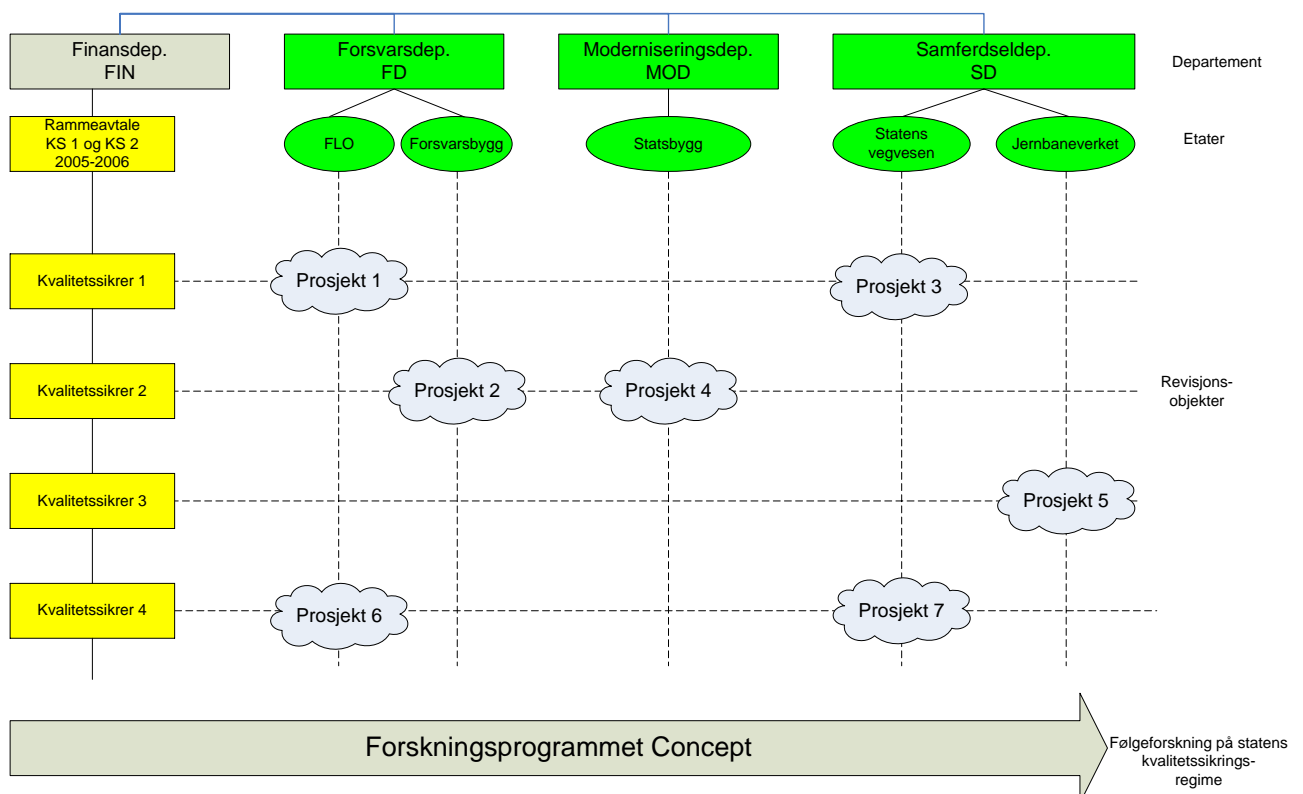 Finansdep.
FIN
Forsvarsdep.
FD
Moderniseringsdep.
MOD
Samferdseldep.
SD
Departement
Rammeavtale
KS 1 og KS 2
2005-2006
FLO
Forsvarsbygg
Statsbygg
Statens
vegvesen
Jernbaneverket
Etater
Kvalitetssikrer 1
Prosjekt 1
Prosjekt 3
Kvalitetssikrer 2
Prosjekt 2
Prosjekt 4
Revisjons-
objekter
Kvalitetssikrer 3
Prosjekt 5
Kvalitetssikrer 4
Prosjekt 6
Prosjekt 7
Forskningsprogrammet Concept
Følgeforskning på statens
kvalitetssikrings-
regime